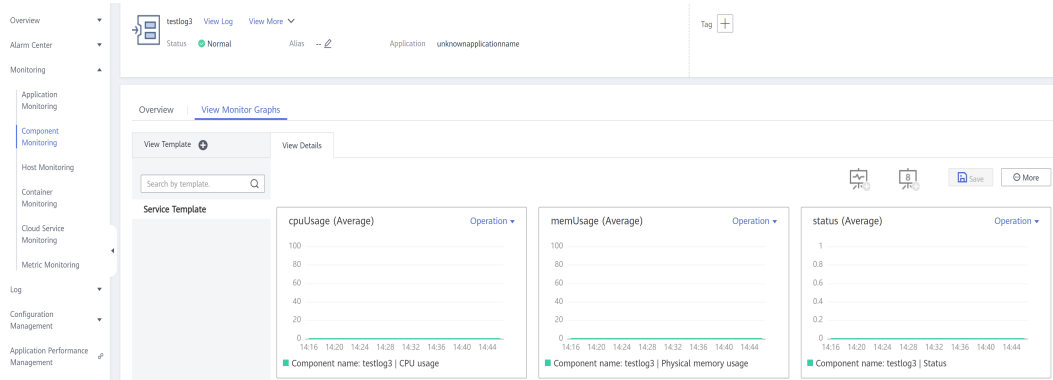 Overview
Alarm Center
Monitoring
Application
Monitoring
Component
Monitoring
Host Monitoring
Container
Monitoring
Cloud Service
Monitoring
Metric Monitoring
Log
Configuration
Management
Application Performance
Management
testlog3 View Log View More
Status Normal Alias -- Application unknownapplicationname
Tag
Overview View Monitor Graphs
View Template View Details
Search by template.
8 Save More
Service Template
cpuUsage (Average) Operation
100
80
60
40
20
0
14:16 14:20 14:24 14:28 14:32 14:36 14:40 14:44
Component name: testlog3 | CPU usage
memUsage (Average) Operation
100
80
60
40
20
0
14:16 14:20 14:24 14:28 14:32 14:36 14:40 14:44
Component name: testlog3 | Physical memory usage
status (Average) Operation
1
0.8
0.6
0.4
0.2
0
14:16 14:20 14:24 14:28 14:32 14:36 14:40 14:44
Component name: testlog3 | Status